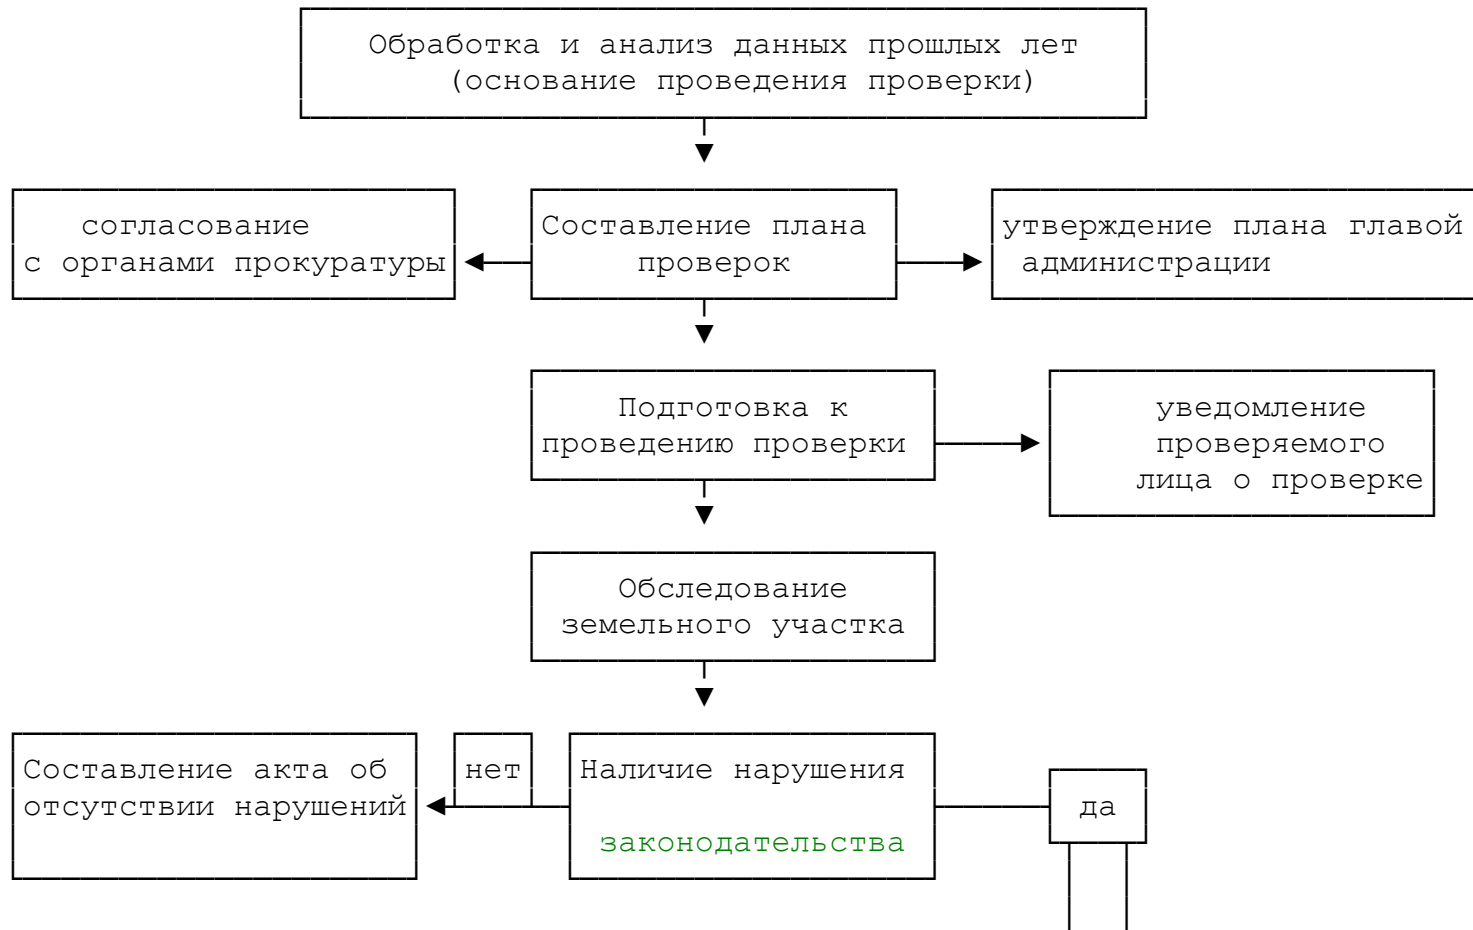 Обработка и анализ данных прошлых лет
(основание проведения проверки)
согласование
с органами прокуратуры
Составление плана
проверок
утверждение плана главой
администрации
Подготовка к
проведению проверки
уведомление
проверяемого
лица о проверке
Обследование
земельного участка
Составление акта об
отсутствии нарушений
нет
Наличие нарушения
законодательства
да